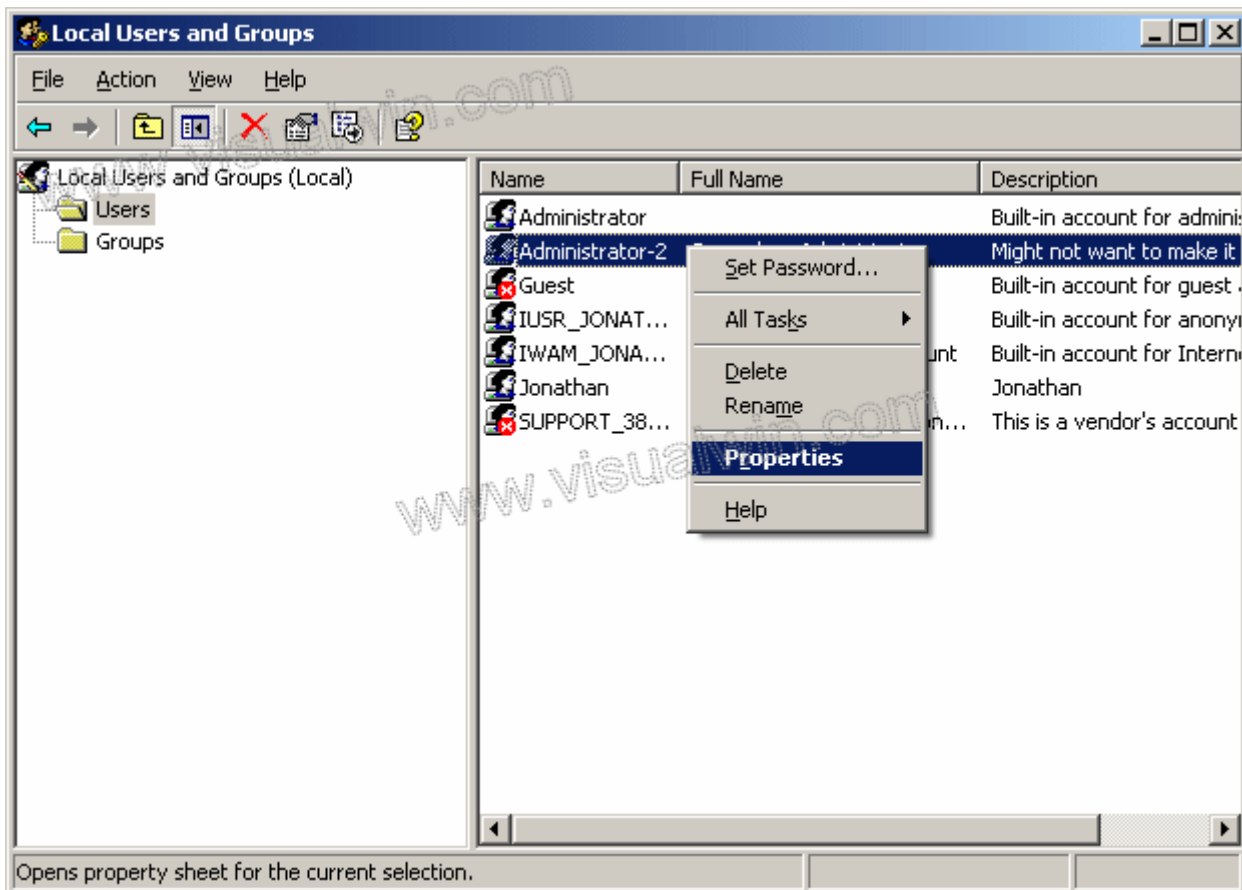 Local Users and Groups
File Action View Help
www.visualwin.com
Local Users and Groups (Local)
Users
Groups
Name Full Name Description
Administrator Built-in account for
Administrator-2 Might not want to make it
Guest Built-in account for guest
IUSR_JONAT... Built-in account for
IWAM_JONA... Built-in account for
Jonathan Jonathan
SUPPORT_38... This is a vendor's account
Set Password...
All Tasks
Delete
Rename
Properties
Help
www.visualwin.com
Opens property sheet for the current selection.